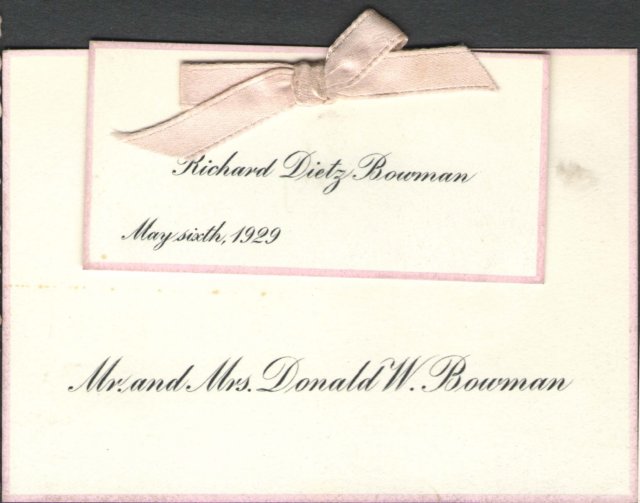 Richard Dietz Bowman
May sixth, 1929
Mr. and Mrs. Donald W. Bowman